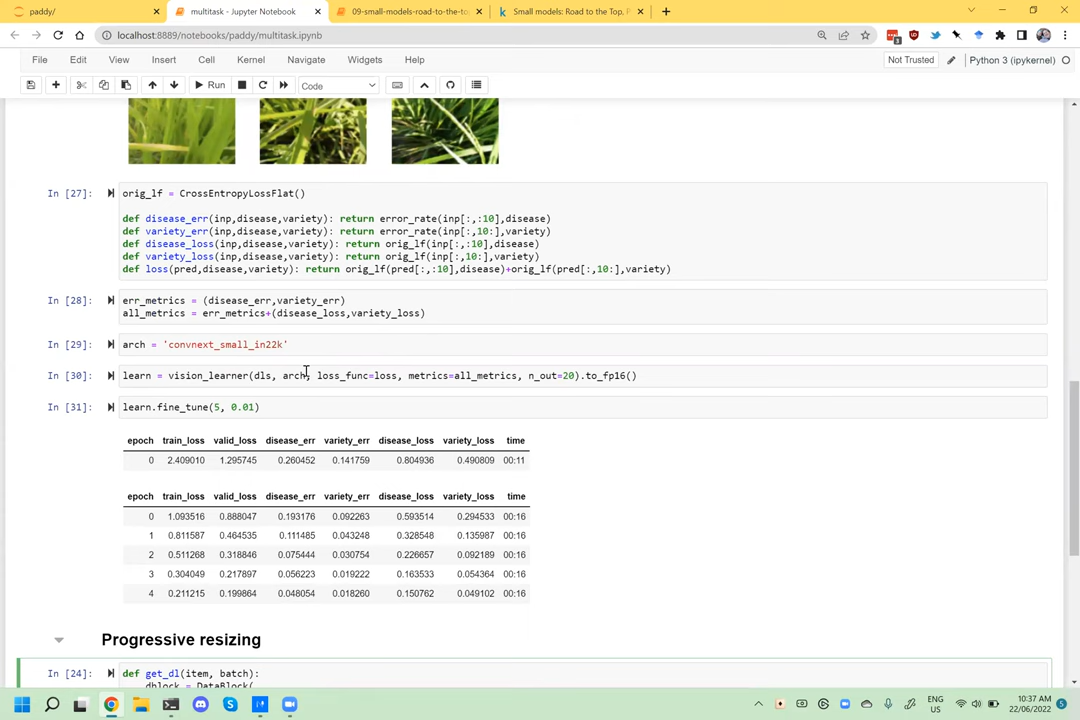 paddy/
multitask - Jupyter Notebook
09-small-models-road-to-the-to
Small models: Road to the Top, P
localhost:8889/notebooks/paddy/multitask.ipynb
File Edit View Insert Cell Kernel Navigate Widgets Help
Not Trusted
Python 3 (ipykernel)
Run
Code
In [27]:
orig_lf = CrossEntropyLossFlat()
def disease_err(inp,disease,variety): return error_rate(inp[:,:10],disease)
def variety_err(inp,disease,variety): return error_rate(inp[:,10:],variety)
def disease_loss(inp,disease,variety): return orig_lf(inp[:,:10],disease)
def variety_loss(inp,disease,variety): return orig_lf(inp[:,10:],variety)
def loss(pred,disease,variety): return orig_lf(pred[:,:10],disease)+orig_lf(pred[:,10:],variety)
In [28]:
err_metrics = (disease_err,variety_err)
all_metrics = err_metrics+(disease_loss,variety_loss)
In [29]:
arch = 'convnext_small_in22k'
In [30]:
learn = vision_learner(dls, arch, loss_func=loss, metrics=all_metrics, n_out=20).to_fp16()
In [31]:
learn.fine_tune(5, 0.01)
epoch train_loss valid_loss disease_err variety_err disease_loss variety_loss time
0 2.409010 1.295745 0.260452 0.141759 0.804936 0.490809 00:11
epoch train_loss valid_loss disease_err variety_err disease_loss variety_loss time
0 1.093516 0.888047 0.193176 0.092263 0.593514 0.294533 00:16
1 0.811587 0.464535 0.111485 0.043248 0.328548 0.135987 00:16
2 0.511268 0.318846 0.075444 0.030754 0.226657 0.092189 00:16
3 0.304049 0.217897 0.056223 0.019222 0.163533 0.054364 00:16
4 0.211215 0.199864 0.048054 0.018260 0.150762 0.049102 00:16
Progressive resizing
In [24]:
def get_dl(item, batch):
dblock = DataBlock(
ENG
US
10:37 AM
22/06/2022